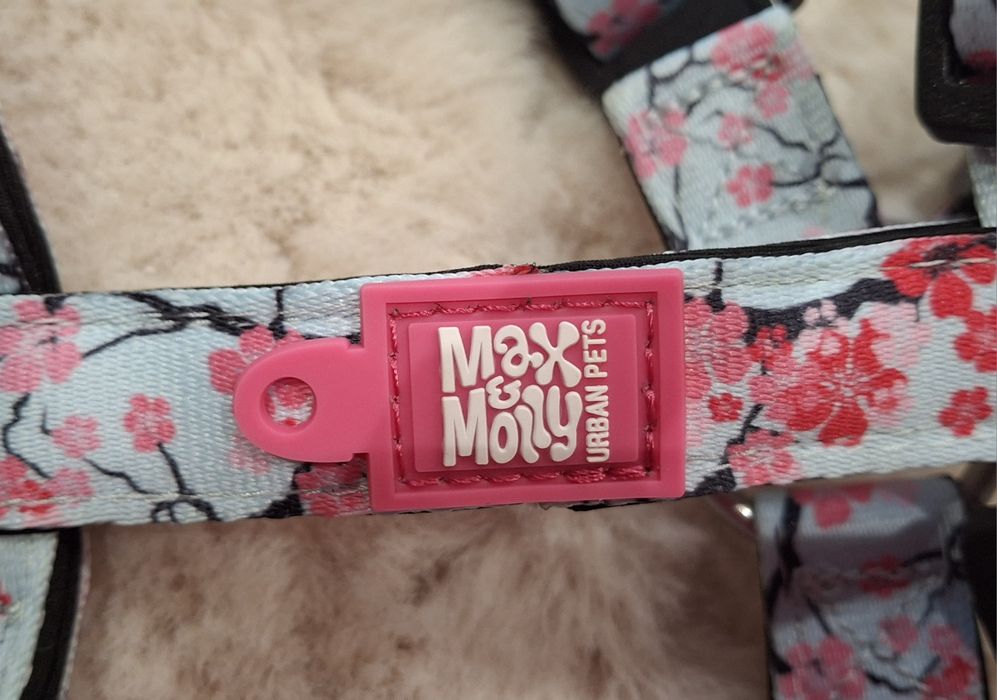 Max
&
Molly
URBAN PETS